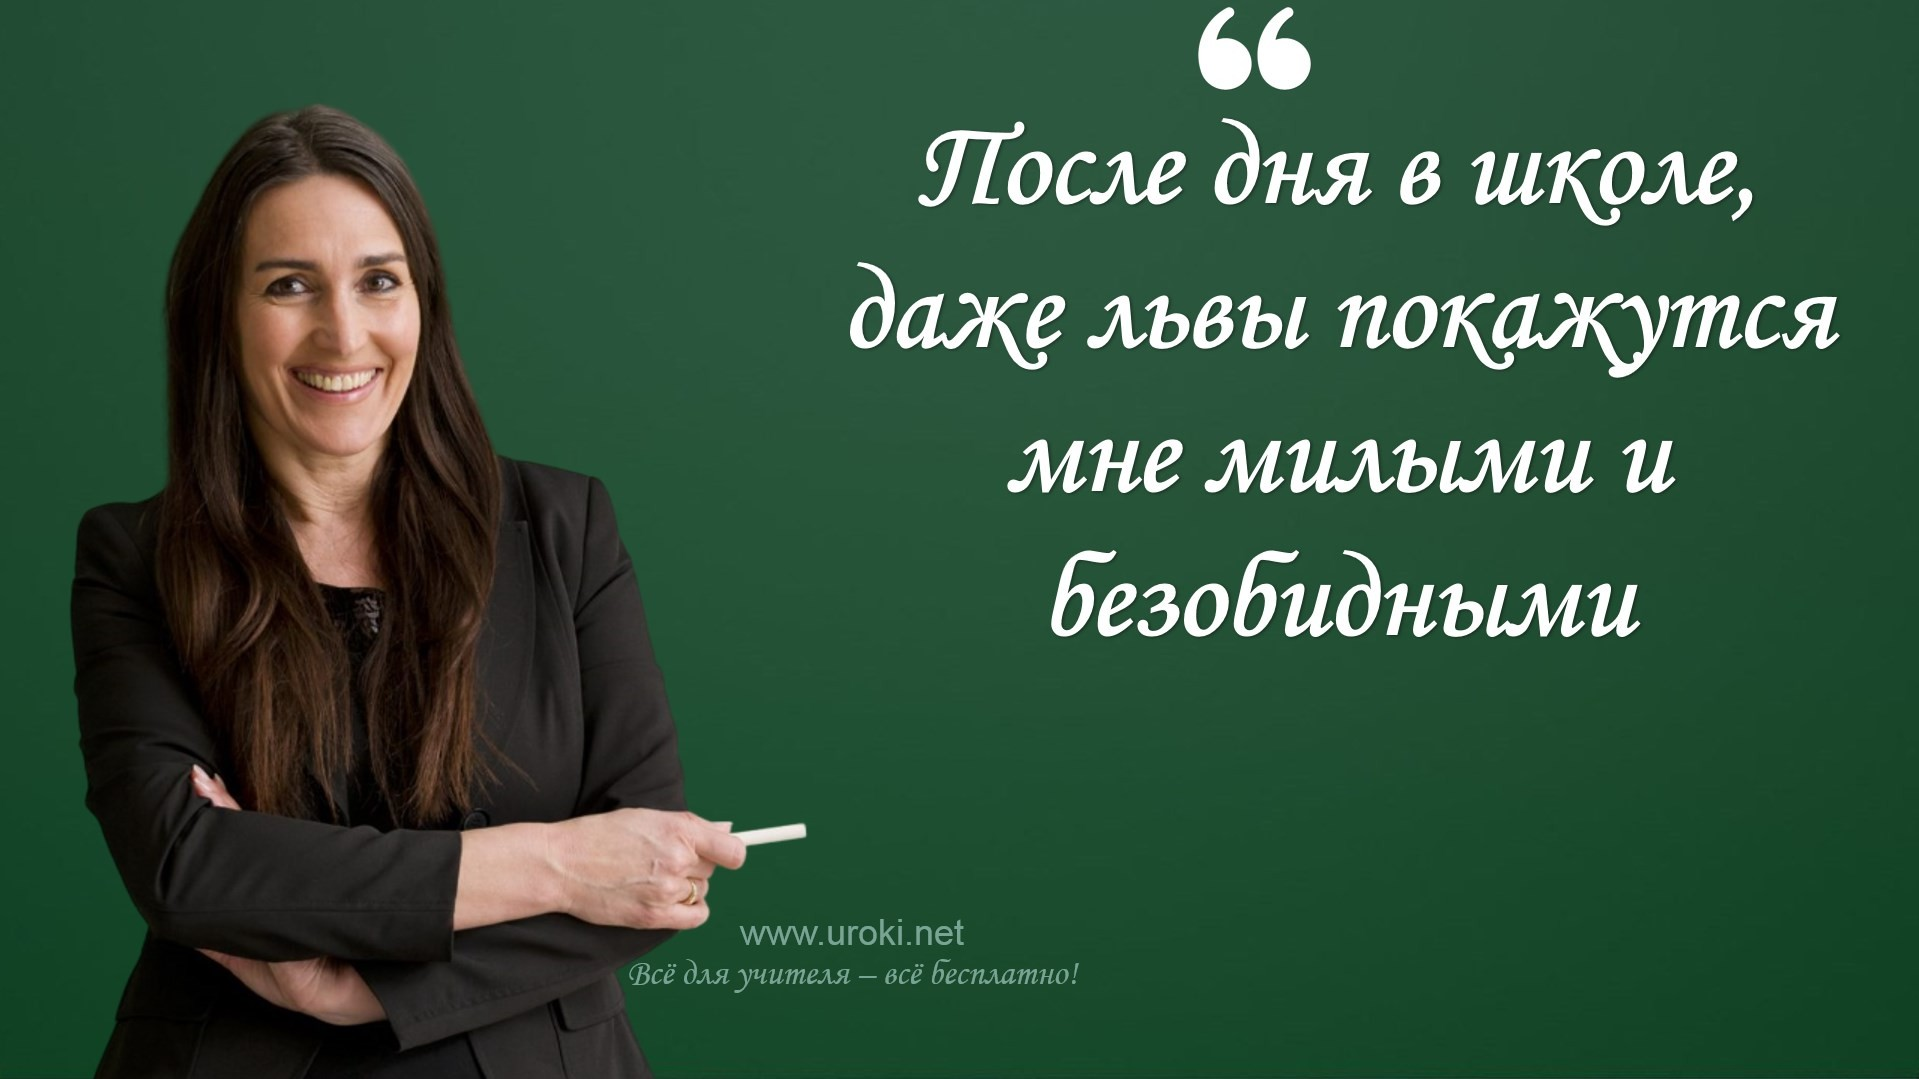 После дня в школе,
даже львы покажутся
мне милыми и
безобидными
www.uroki.net
Всё для учителя – всё бесплатно!